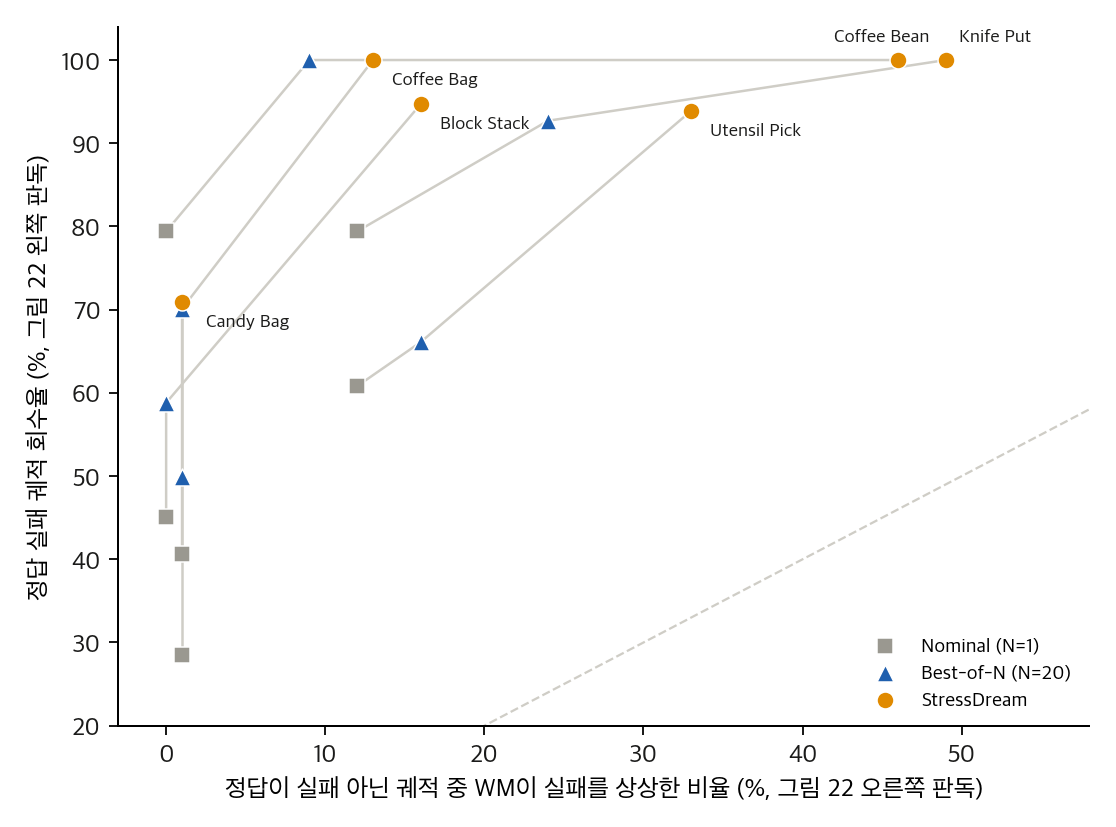 Coffee Bean
Knife Put
Coffee Bag
Block Stack
Utensil Pick
Candy Bag
정답 실패 궤적 회수율 (%, 그림 22 왼쪽 판독)
100
90
80
70
60
50
40
30
20
0
10
20
30
40
50
정답이 실패 아닌 궤적 중 WM이 실패를 상상한 비율 (%, 그림 22 오른쪽 판독)
Nominal (N=1)
Best-of-N (N=20)
StressDream